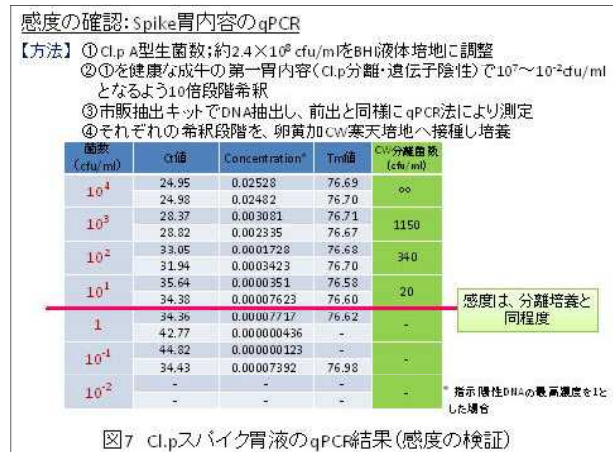 感度の確認:Spike胃内容のqPCR
【方法】 ①Cl.p A型生菌数;約2.4×10⁸ cfu/mlをBHI液体培地に調整
②①を健康な成牛の第一胃内容(Cl.p分離・遺伝子陰性)で10⁷~10⁻²cfu/ml
となるよう10倍段階希釈
③市販抽出キットでDNA抽出し、前出と同様にqPCR法により測定
④それぞれの希釈段階を、卵黄加CW寒天培地へ接種し培養
菌数 (cfu/ml) Ct値 Concentration* Tm値 CW分離菌数 (cfu/ml)
10⁴ 24.95 0.02528 76.69 ∞
24.98 0.02482 76.70
10³ 28.37 0.003081 76.71 1150
28.82 0.002335 76.67
10² 33.05 0.0001728 76.68 340
31.94 0.0003423 76.70
10¹ 35.64 0.0000351 76.58 20
34.38 0.00007623 76.60
1 34.36 0.00007717 76.62 -
42.77 0.000000436 -
10⁻¹ 44.82 0.000000123 - -
34.43 0.00007392 76.98
10⁻² - - - -
- - -
感度は、分離培養と
同程度
* 指示陽性DNAの最高濃度を1と
した場合
図7 Cl.pスパイク胃液のqPCR結果(感度の検証)